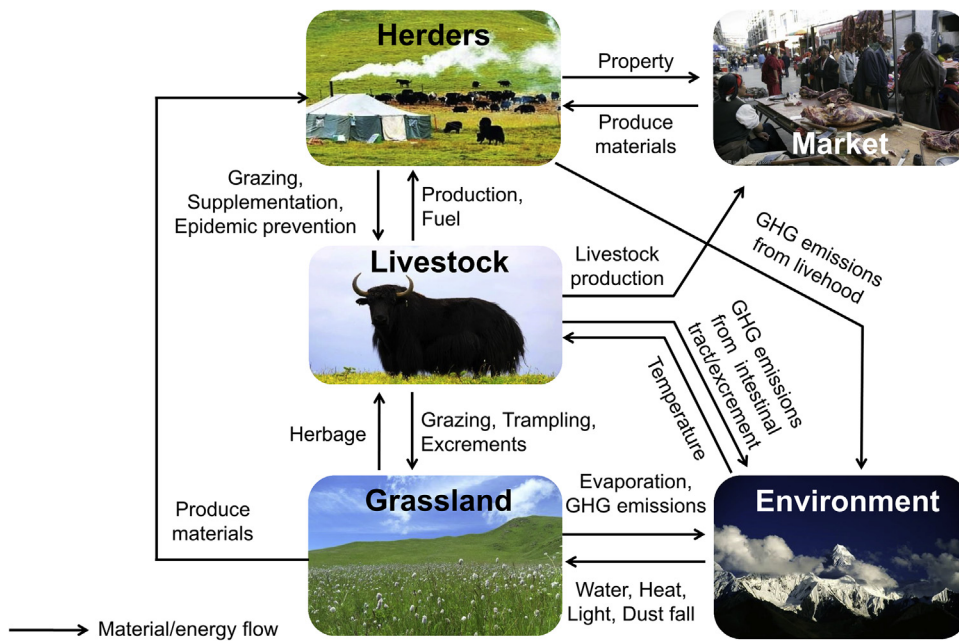 Herders
Property
Produce
materials
Market
Grazing,
Supplementation,
Epidemic prevention
Production,
Fuel
GHG emissions
from livehood
Livestock
Livestock
production
GHG emissions
from intestinal
tract/excrement
Temperature
Herbage
Grazing, Trampling,
Excrements
Grassland
Evaporation,
GHG emissions
Environment
Produce
materials
Water, Heat,
Light, Dust fall
Material/energy flow